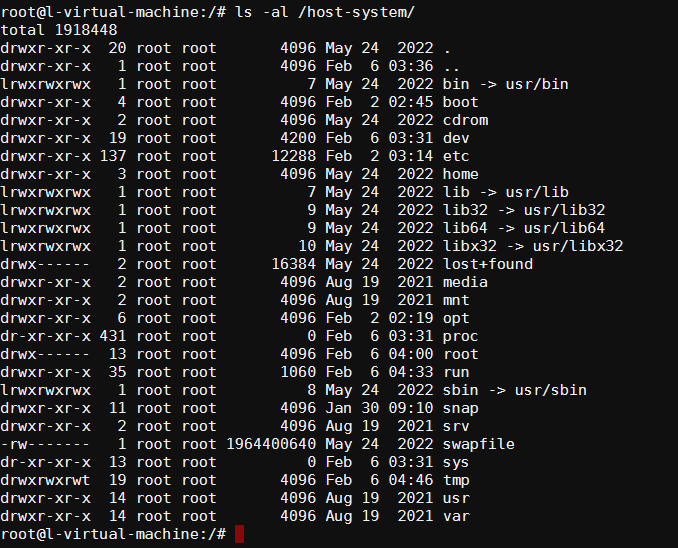 root@l-virtual-machine:/# ls -al /host-system/
total 1918448
drwxr-xr-x  20 root root       4096 May 24  2022 .
drwxr-xr-x   1 root root       4096 Feb  6 03:36 ..
lrwxrwxrwx   1 root root          7 May 24  2022 bin -> usr/bin
drwxr-xr-x   4 root root       4096 Feb  2 02:45 boot
drwxr-xr-x   2 root root       4096 May 24  2022 cdrom
drwxr-xr-x  19 root root       4200 Feb  6 03:31 dev
drwxr-xr-x 137 root root      12288 Feb  2 03:14 etc
drwxr-xr-x   3 root root       4096 May 24  2022 home
lrwxrwxrwx   1 root root          7 May 24  2022 lib -> usr/lib
lrwxrwxrwx   1 root root          9 May 24  2022 lib32 -> usr/lib32
lrwxrwxrwx   1 root root          9 May 24  2022 lib64 -> usr/lib64
lrwxrwxrwx   1 root root         10 May 24  2022 libx32 -> usr/libx32
drwx------   2 root root      16384 May 24  2022 lost+found
drwxr-xr-x   2 root root       4096 Aug 19  2021 media
drwxr-xr-x   2 root root       4096 Aug 19  2021 mnt
drwxr-xr-x   6 root root       4096 Feb  2 02:19 opt
dr-xr-xr-x 431 root root          0 Feb  6 03:31 proc
drwx------  13 root root       4096 Feb  6 04:00 root
drwxr-xr-x  35 root root       1060 Feb  6 04:33 run
lrwxrwxrwx   1 root root          8 May 24  2022 sbin -> usr/sbin
drwxr-xr-x  11 root root       4096 Jan 30 09:10 snap
drwxr-xr-x   2 root root       4096 Aug 19  2021 srv
-rw-------   1 root root 1964400640 May 24  2022 swapfile
dr-xr-xr-x  13 root root          0 Feb  6 03:31 sys
drwxrwxrwt  19 root root       4096 Feb  6 04:46 tmp
drwxr-xr-x  14 root root       4096 Aug 19  2021 usr
drwxr-xr-x  14 root root       4096 Aug 19  2021 var
root@l-virtual-machine:/#